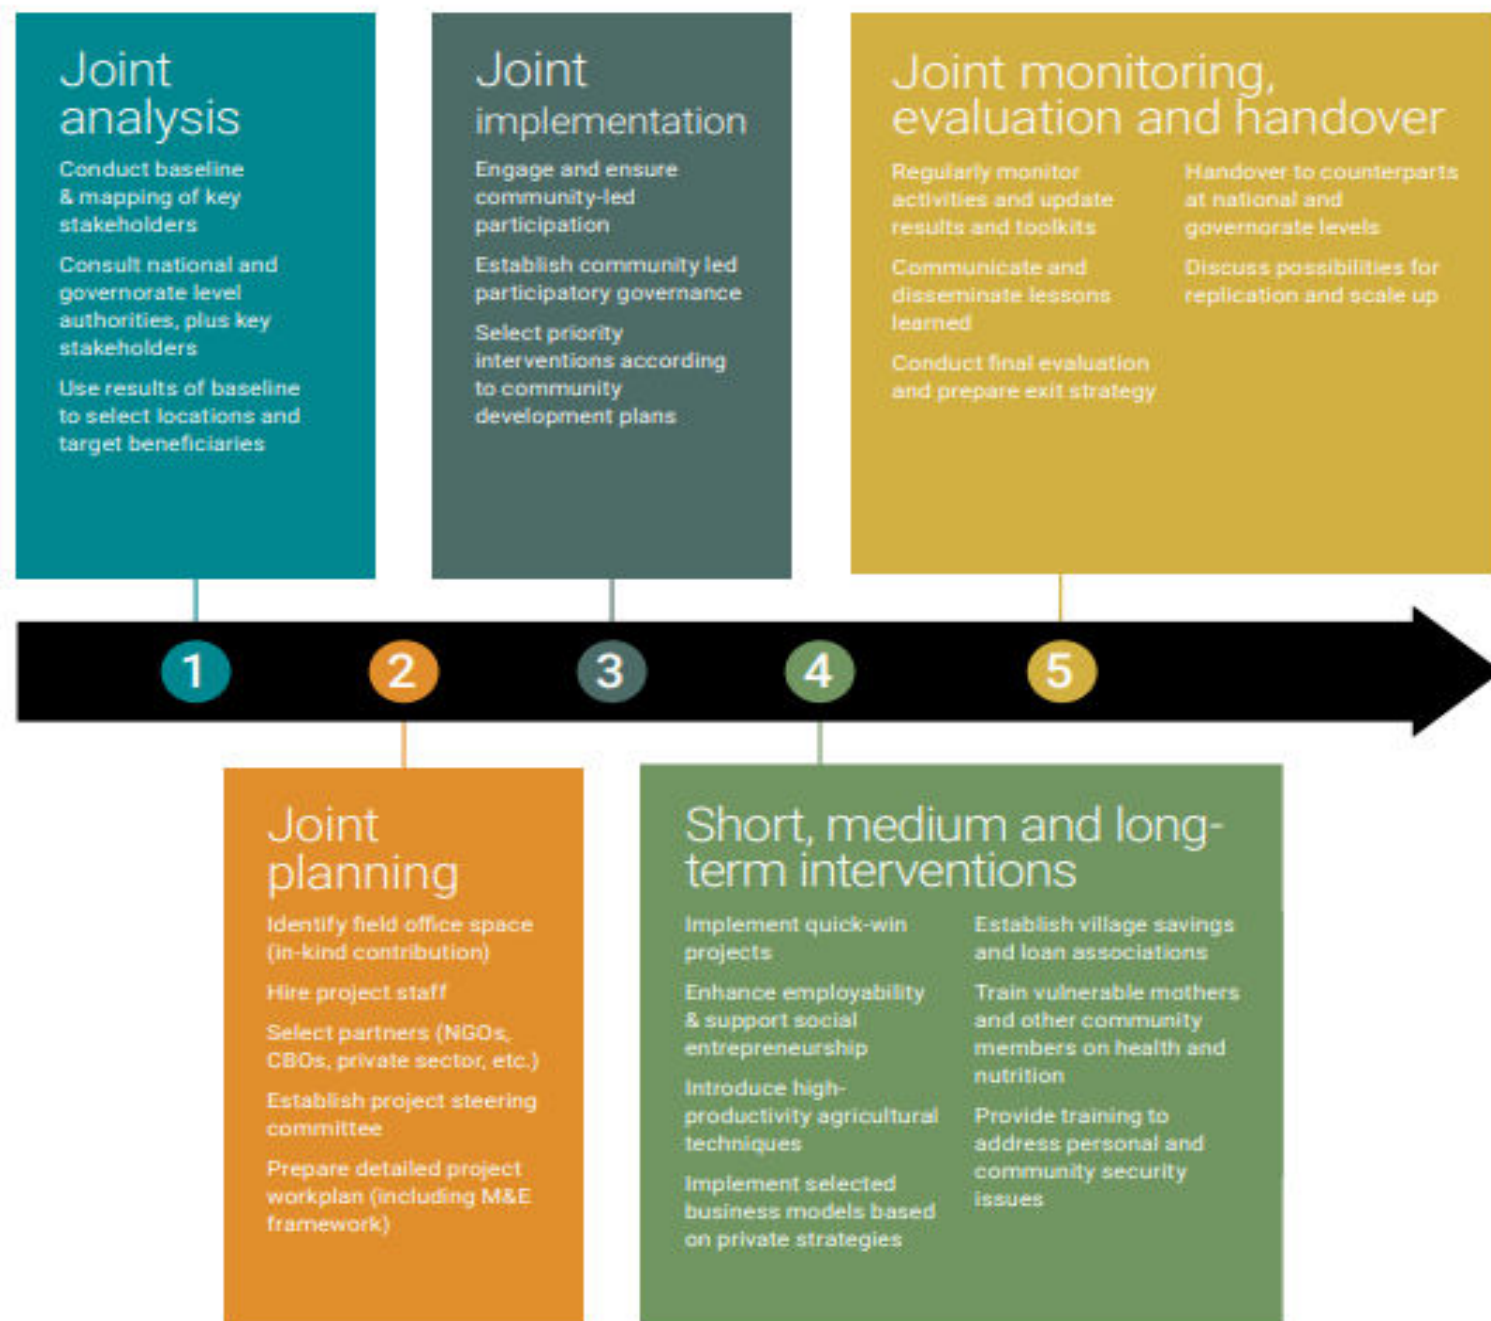 Joint
analysis
Conduct baseline
& mapping of key
stakeholders
Consult national and
governorate level
authorities, plus key
stakeholders
Use results of baseline
to select locations and
target beneficiaries
Joint
implementation
Engage and ensure
community-led
participation
Establish community led
participatory governance
Select priority
interventions according
to community
development plans
Joint monitoring,
evaluation and handover
Regularly monitor
activities and update
results and toolkits
Communicate and
disseminate lessons
learned
Conduct final evaluation
and prepare exit strategy
Handover to counterparts
at national and
governorate levels
Discuss possibilities for
replication and scale up
1
2
3
4
5
Joint
planning
Identify field office space
(in-kind contribution)
Hire project staff
Select partners (NGOs,
CBOs, private sector, etc.)
Establish project steering
committee
Prepare detailed project
workplan (including M&E
framework)
Short, medium and long-
term interventions
Implement quick-win
projects
Enhance employability
& support social
entrepreneurship
Introduce high-
productivity agricultural
techniques
Implement selected
business models based
on private strategies
Establish village savings
and loan associations
Train vulnerable mothers
and other community
members on health and
nutrition
Provide training to
address personal and
community security
issues